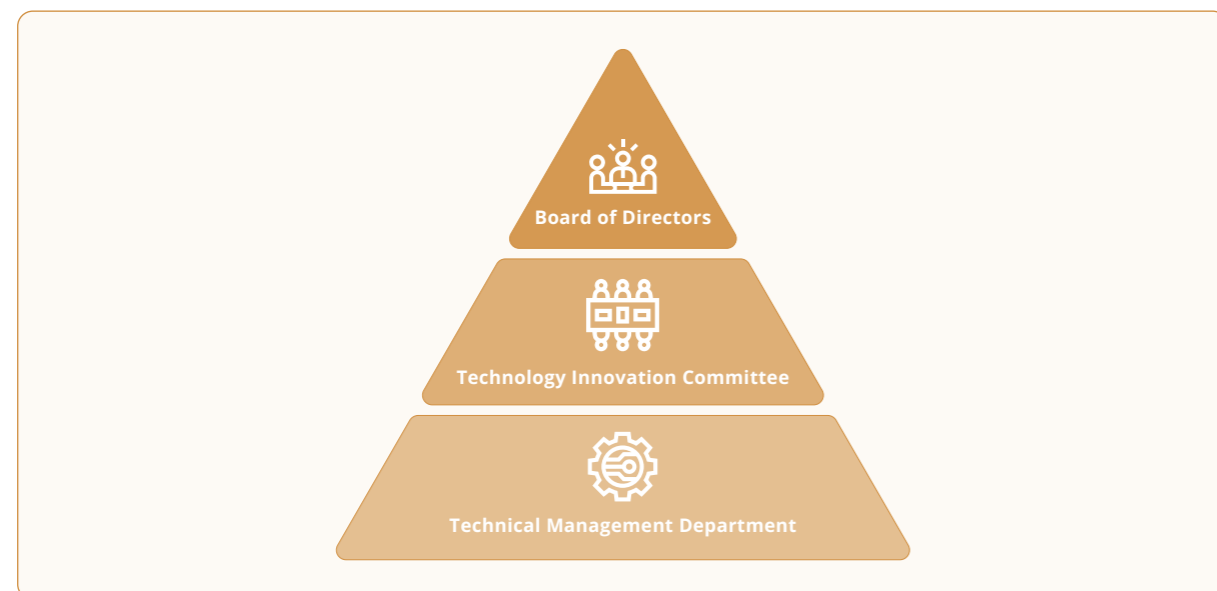 Board of Directors
Technology Innovation Committee
Technical Management Department